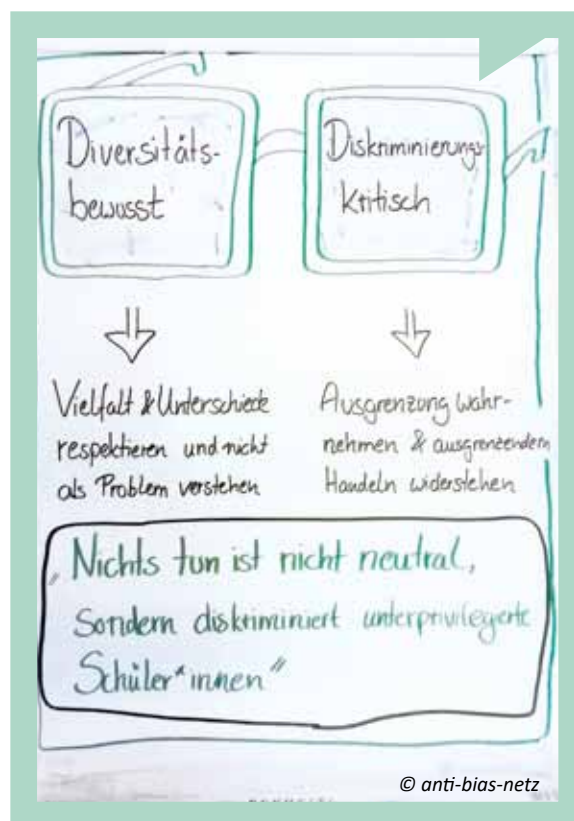 Diversitäts-
bewusst
Diskriminierungs
kritisch
Vielfalt & Unterschiede
respektieren und nicht
als Problem verstehen
Ausgrenzung wahr-
nehmen & ausgrenzendem
Handeln widerstehen
„Nichts tun ist nicht neutral,
Sondern diskriminiert unterprivilegierte
Schüler*innen"
© anti-bias-netz